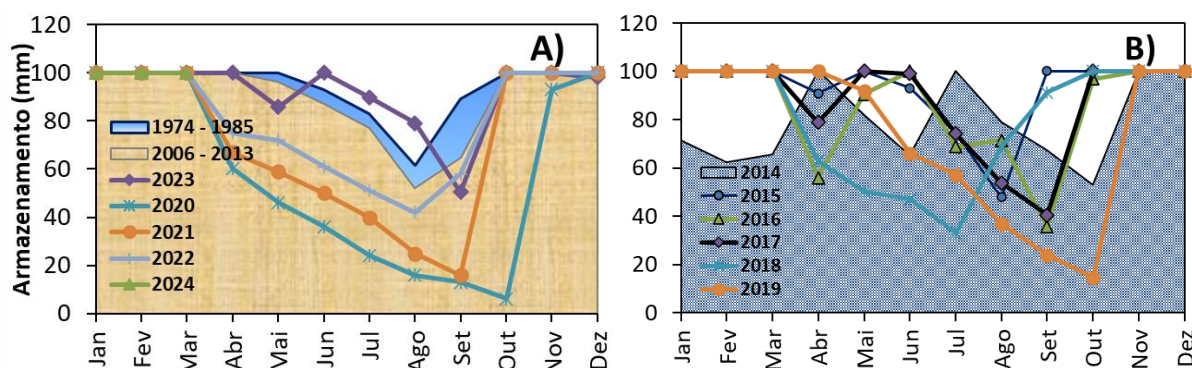 Armazenamento (mm)
120
100
80
60
40
20
0
A)
1974 - 1985
2006 - 2013
2023
2020
2021
2022
2024
Jan
Fev
Mar
Abr
Mai
Jun
Jul
Ago
Set
Out
Nov
Dez
120
100
80
60
40
20
0
B)
2014
2015
2016
2017
2018
2019
Jan
Fev
Mar
Abr
Mai
Jun
Jul
Ago
Set
Out
Nov
Dez